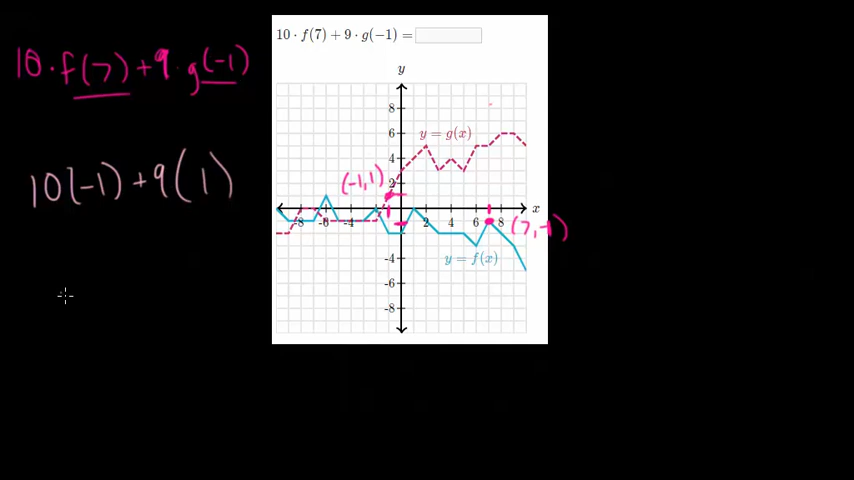 10 · f(7) + 9 · g(−1) =
10 · f(7) + 9 · g(-1)
10(-1) + 9(1)
y
8
6
4
2
-8 -6 -4 2 4 6 8
x
-4
-6
-8
y = g(x)
(-1,1)
(7,-1)
y = f(x)